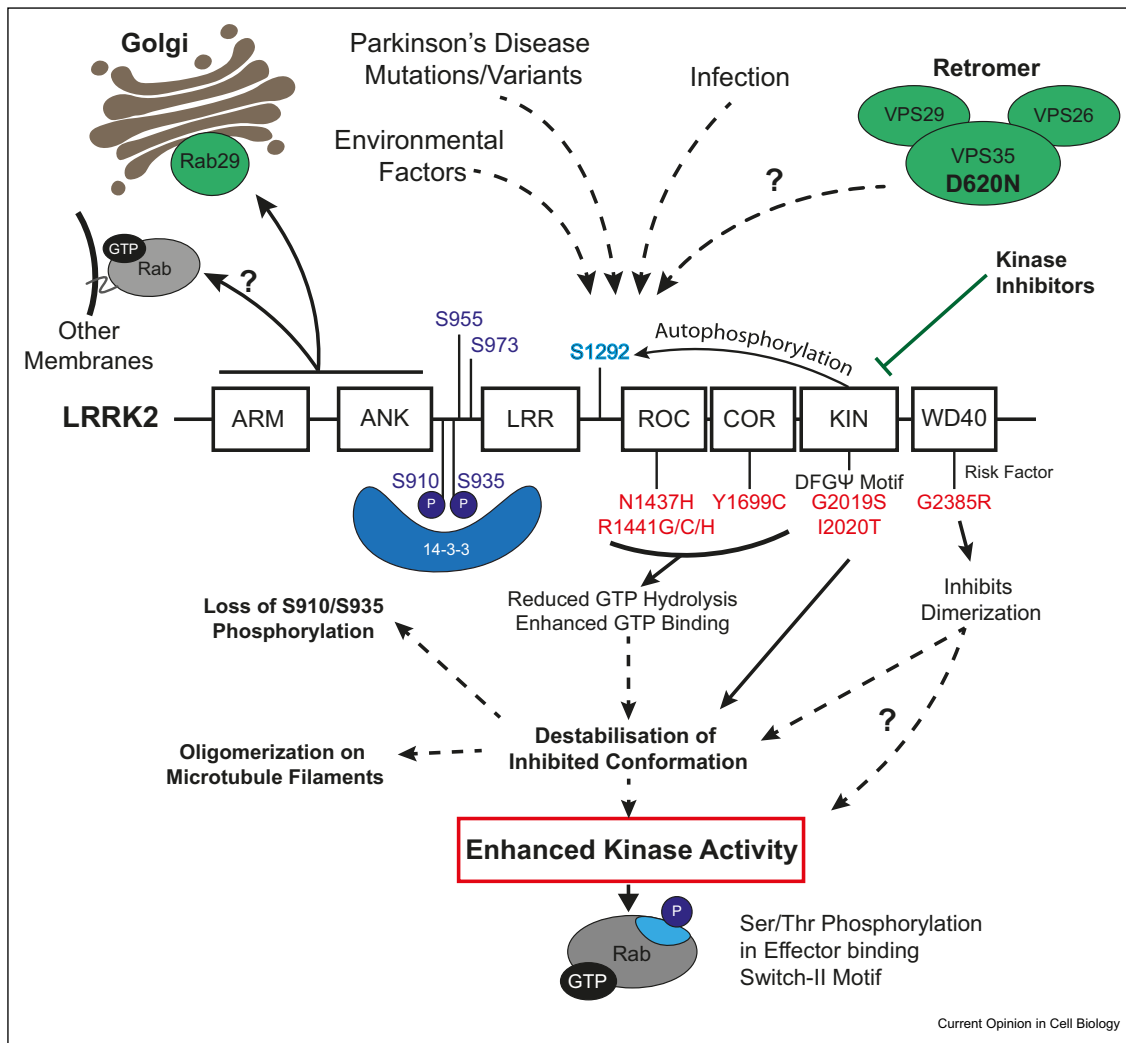 Golgi
Parkinson's Disease
Mutations/Variants
Infection
Retromer
VPS29
VPS26
VPS35
D620N
Rab29
Environmental
Factors
?
GTP
Rab
?
Other
Membranes
Kinase
Inhibitors
S955
S973
S1292
Autophosphorylation
LRRK2
ARM
ANK
LRR
ROC
COR
KIN
WD40
S910
S935
P
P
14-3-3
N1437H
R1441G/C/H
Y1699C
DFGΨ Motif
G2019S
I2020T
Risk Factor
G2385R
Reduced GTP Hydrolysis
Enhanced GTP Binding
Inhibits
Dimerization
Loss of S910/S935
Phosphorylation
Destabilisation of
Inhibited Conformation
?
Oligomerization on
Microtubule Filaments
Enhanced Kinase Activity
P
Rab
GTP
Ser/Thr Phosphorylation
in Effector binding
Switch-II Motif
Current Opinion in Cell Biology